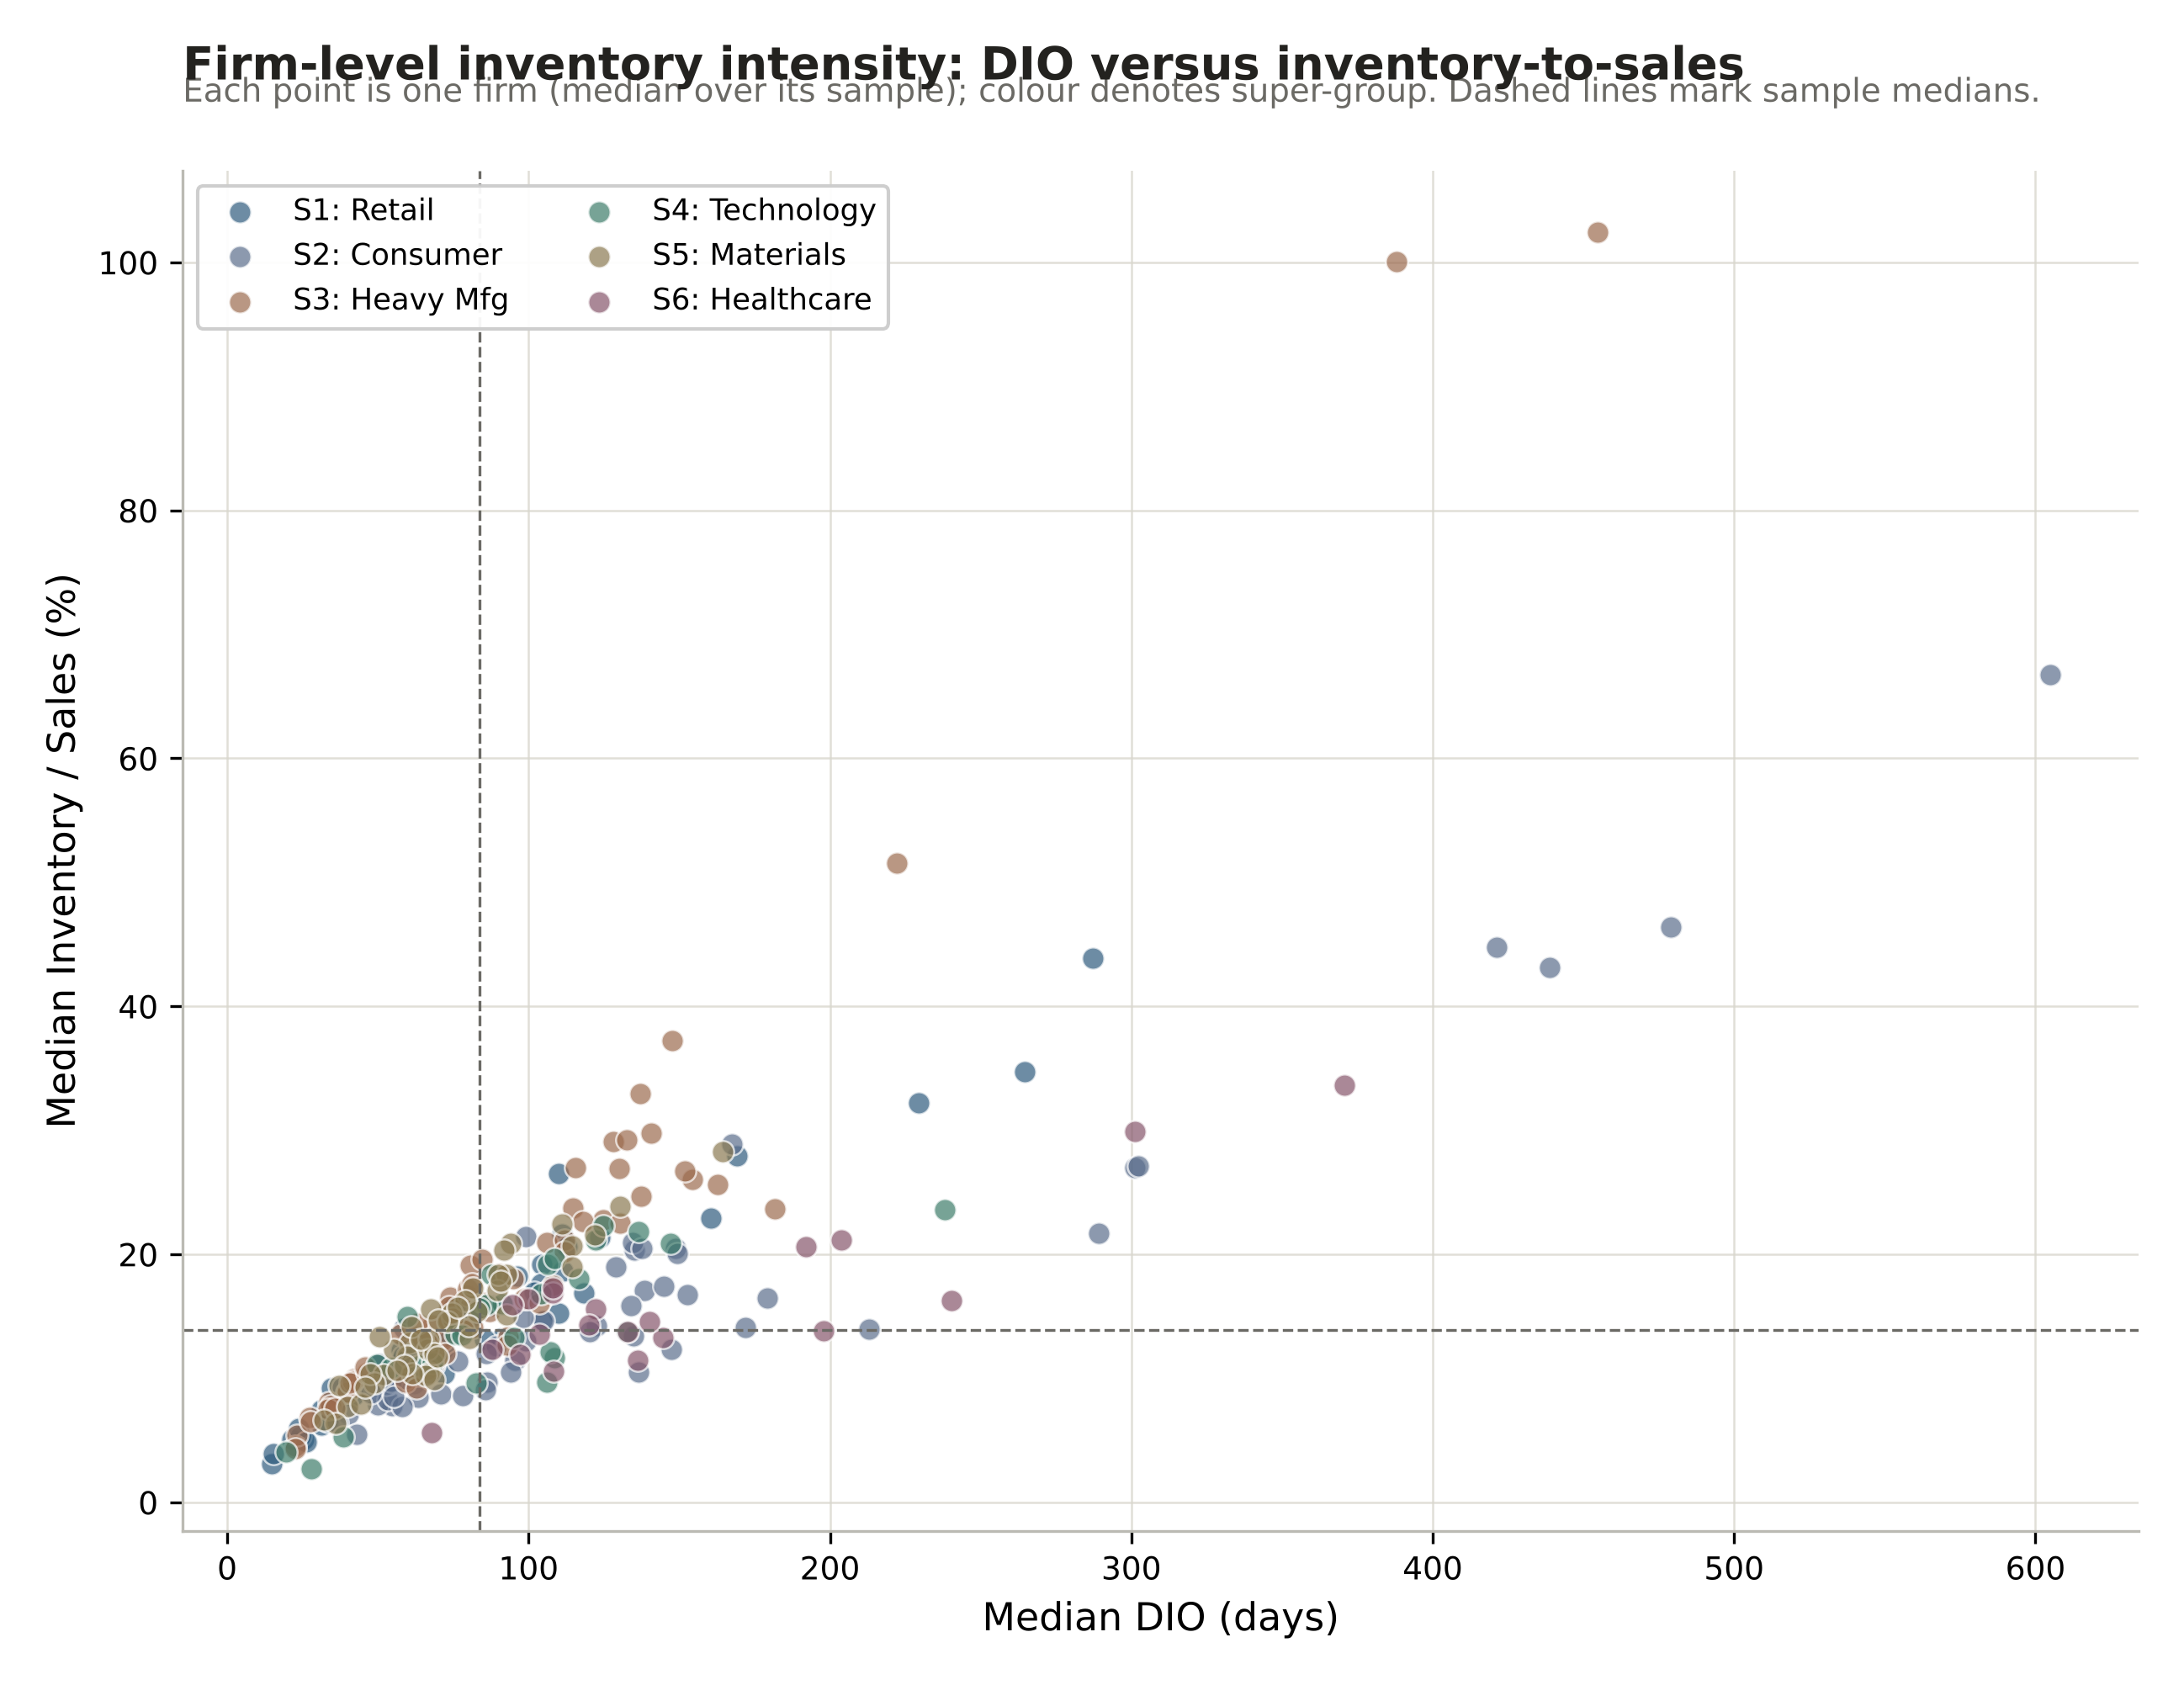 Firm-level inventory intensity: DIO versus inventory-to-sales
Each point is one firm (median over its sample); colour denotes super-group. Dashed lines mark sample medians.
S1: Retail
S2: Consumer
S3: Heavy Mfg
S4: Technology
S5: Materials
S6: Healthcare
Median Inventory / Sales (%)
100
80
60
40
20
0
0 100 200 300 400 500 600
Median DIO (days)